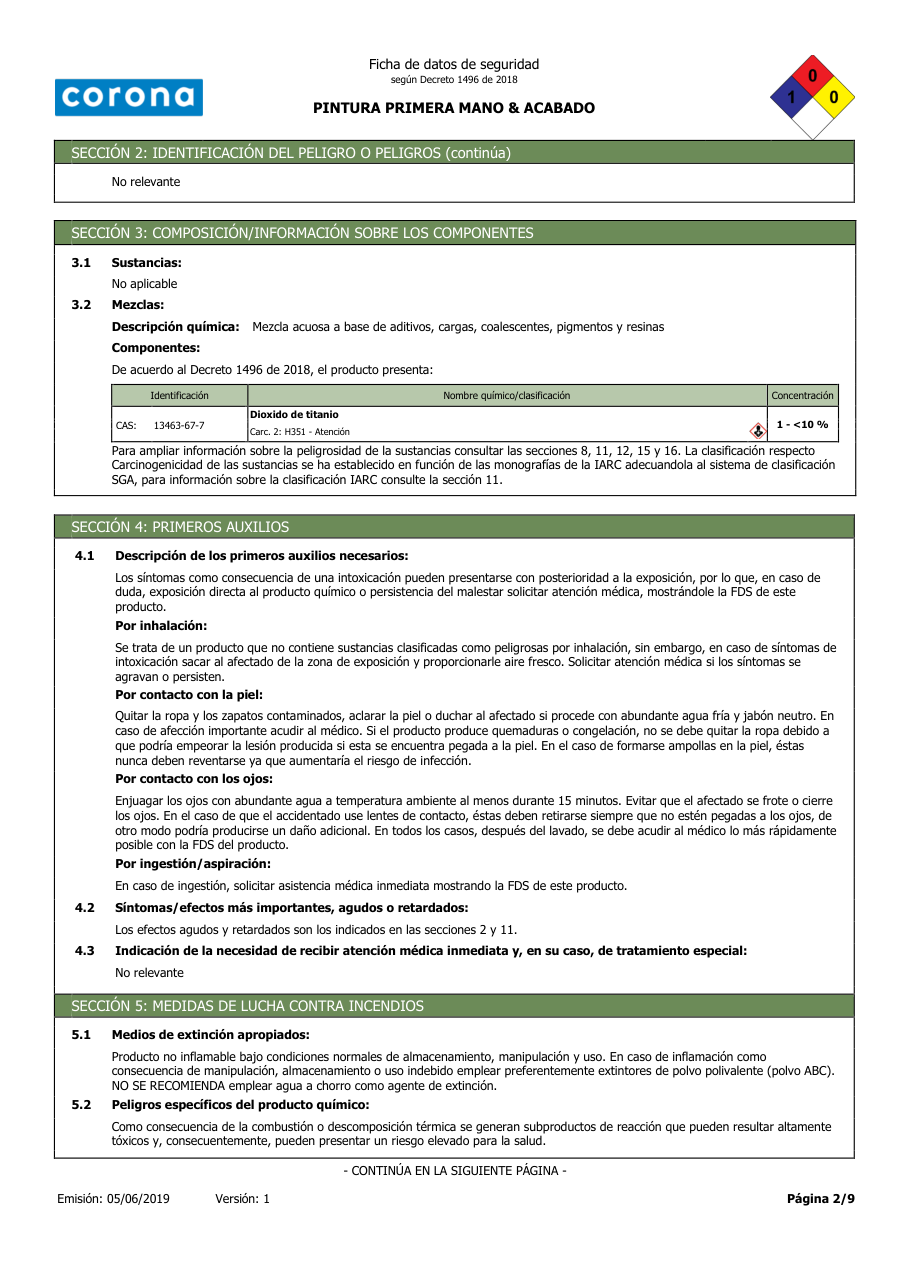 Ficha de datos de seguridad
según Decreto 1496 de 2018
corona
PINTURA PRIMERA MANO & ACABADO
0
1
0
SECCIÓN 2: IDENTIFICACIÓN DEL PELIGRO O PELIGROS (continúa)
No relevante
SECCIÓN 3: COMPOSICIÓN/INFORMACIÓN SOBRE LOS COMPONENTES
3.1 Sustancias:
No aplicable
3.2 Mezclas:
Descripción química: Mezcla acuosa a base de aditivos, cargas, coalescentes, pigmentos y resinas
Componentes:
De acuerdo al Decreto 1496 de 2018, el producto presenta:
Identificación Nombre químico/clasificación Concentración
CAS: 13463-67-7
Dioxido de titanio
Carc. 2: H351 - Atención
1 - <10 %
Para ampliar información sobre la peligrosidad de la sustancias consultar las secciones 8, 11, 12, 15 y 16. La clasificación respecto
Carcinogenicidad de las sustancias se ha establecido en función de las monografías de la IARC adecuandola al sistema de clasificación
SGA, para información sobre la clasificación IARC consulte la sección 11.
SECCIÓN 4: PRIMEROS AUXILIOS
4.1 Descripción de los primeros auxilios necesarios:
Los síntomas como consecuencia de una intoxicación pueden presentarse con posterioridad a la exposición, por lo que, en caso de
duda, exposición directa al producto químico o persistencia del malestar solicitar atención médica, mostrándole la FDS de este
producto.
Por inhalación:
Se trata de un producto que no contiene sustancias clasificadas como peligrosas por inhalación, sin embargo, en caso de síntomas de
intoxicación sacar al afectado de la zona de exposición y proporcionarle aire fresco. Solicitar atención médica si los síntomas se
agravan o persisten.
Por contacto con la piel:
Quitar la ropa y los zapatos contaminados, aclarar la piel o duchar al afectado si procede con abundante agua fría y jabón neutro. En
caso de afección importante acudir al médico. Si el producto produce quemaduras o congelación, no se debe quitar la ropa debido a
que podría empeorar la lesión producida si esta se encuentra pegada a la piel. En el caso de formarse ampollas en la piel, éstas
nunca deben reventarse ya que aumentaría el riesgo de infección.
Por contacto con los ojos:
Enjuagar los ojos con abundante agua a temperatura ambiente al menos durante 15 minutos. Evitar que el afectado se frote o cierre
los ojos. En el caso de que el accidentado use lentes de contacto, éstas deben retirarse siempre que no estén pegadas a los ojos, de
otro modo podría producirse un daño adicional. En todos los casos, después del lavado, se debe acudir al médico lo más rápidamente
posible con la FDS del producto.
Por ingestión/aspiración:
En caso de ingestión, solicitar asistencia médica inmediata mostrando la FDS de este producto.
4.2 Síntomas/efectos más importantes, agudos o retardados:
Los efectos agudos y retardados son los indicados en las secciones 2 y 11.
4.3 Indicación de la necesidad de recibir atención médica inmediata y, en su caso, de tratamiento especial:
No relevante
SECCIÓN 5: MEDIDAS DE LUCHA CONTRA INCENDIOS
5.1 Medios de extinción apropiados:
Producto no inflamable bajo condiciones normales de almacenamiento, manipulación y uso. En caso de inflamación como
consecuencia de manipulación, almacenamiento o uso indebido emplear preferentemente extintores de polvo polivalente (polvo ABC).
NO SE RECOMIENDA emplear agua a chorro como agente de extinción.
5.2 Peligros específicos del producto químico:
Como consecuencia de la combustión o descomposición térmica se generan subproductos de reacción que pueden resultar altamente
tóxicos y, consecuentemente, pueden presentar un riesgo elevado para la salud.
- CONTINÚA EN LA SIGUIENTE PÁGINA -
Emisión: 05/06/2019 Versión: 1 Página 2/9